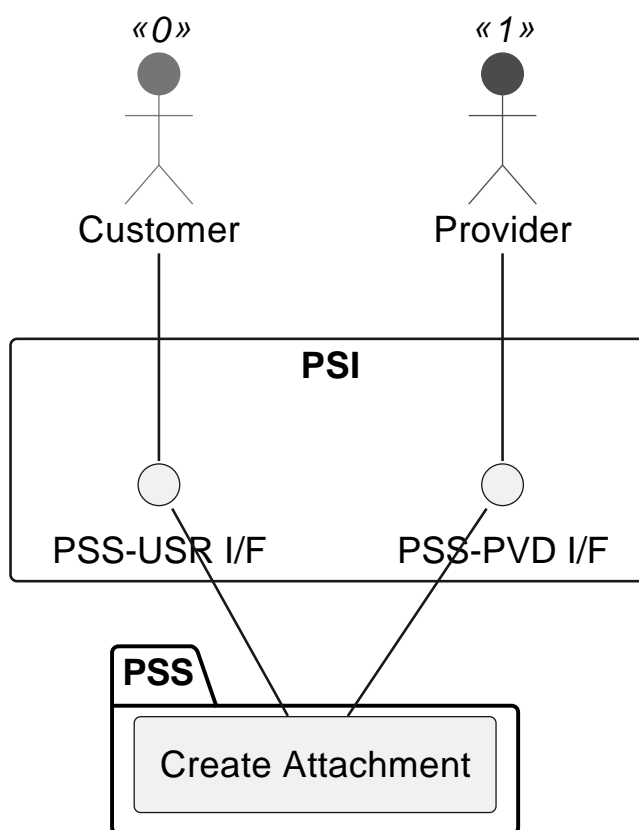 «0»
«1»
Customer
Provider
PSI
PSS-USR I/F
PSS-PVD I/F
PSS
Create Attachment